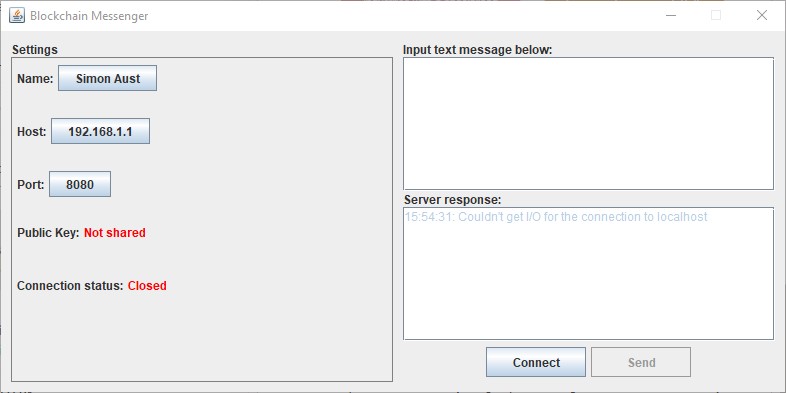 Blockchain Messenger
Settings
Name: Simon Aust
Host: 192.168.1.1
Port: 8080
Public Key: Not shared
Connection status: Closed
Input text message below:
Server response:
15:54:31: Couldn't get I/O for the connection to localhost
Connect Send